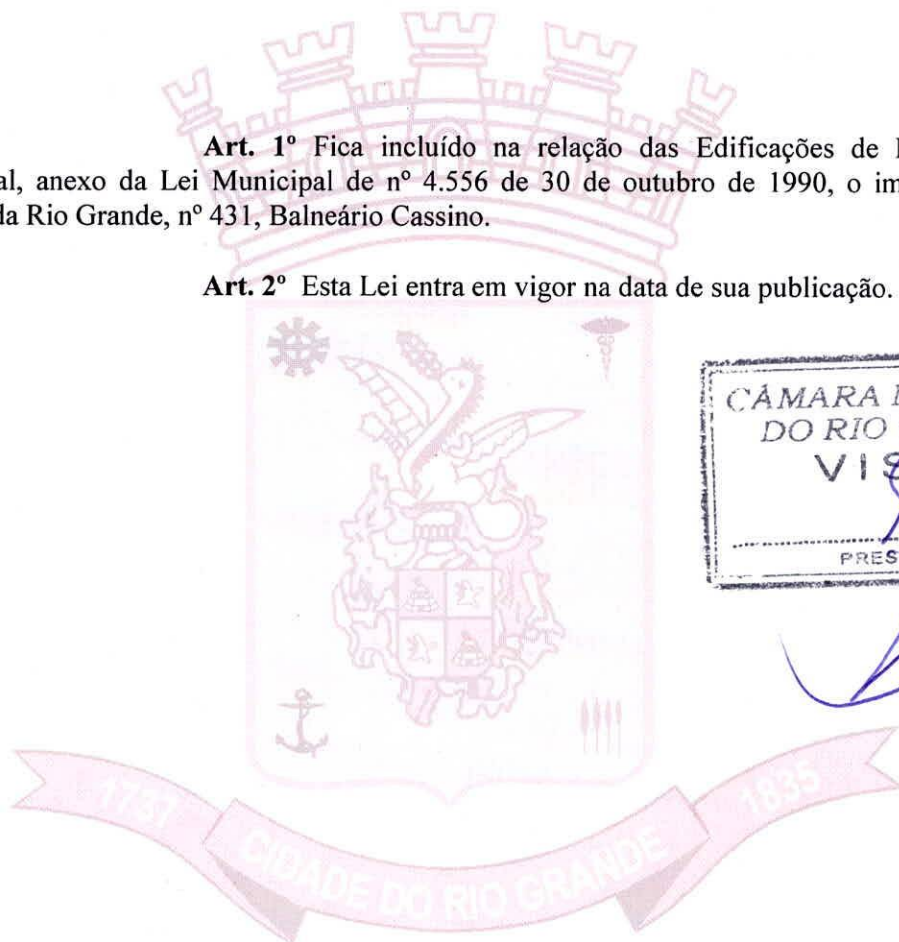 Art. 1º Fica incluído na relação das Edificações de
al, anexo da Lei Municipal de nº 4.556 de 30 de outubro de 1990, o im
da Rio Grande, nº 431, Balneário Cassino.
Art. 2º Esta Lei entra em vigor na data de sua publicação.
CÂMARA
DO RIO
VIS
PRES
1737
CIDADE DO RIO GRANDE
1835